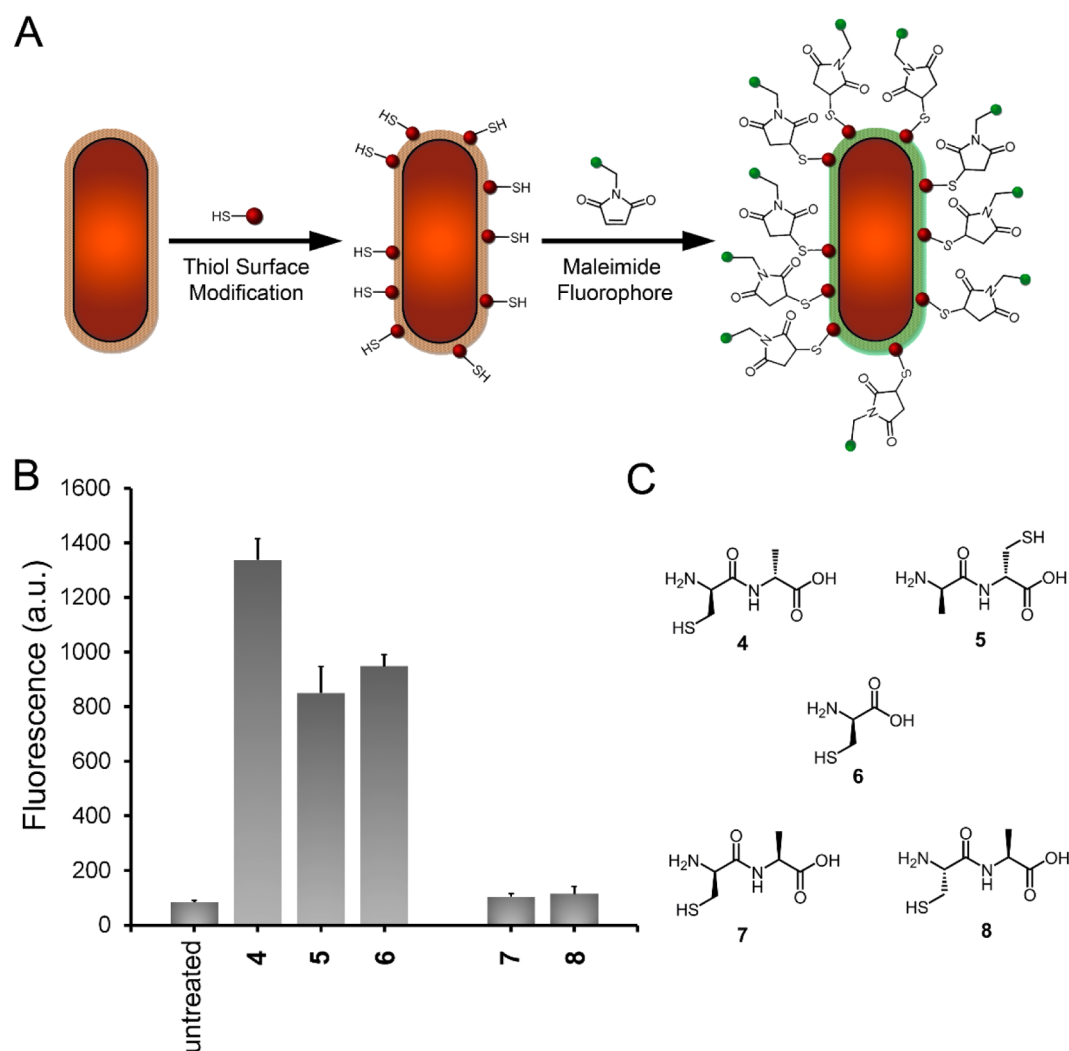 A
HS
Thiol Surface
Modification
HS
HS
HS
HS
HS
SH
SH
SH
SH
SH
N
O
O
Maleimide
Fluorophore
N
O
O
S
N
O
O
S
N
O
O
S
N
O
O
S
N
O
O
S
N
O
O
S
N
O
O
S
N
O
O
S
N
O
O
S
N
O
O
S
B
Fluorescence (a.u.)
1600
1400
1200
1000
800
600
400
200
0
untreated
4
5
6
7
8
C
H2N
O
N
H
OH
O
HS
4
H2N
O
N
H
SH
OH
O
5
H2N
O
OH
HS
6
H2N
O
N
H
OH
O
HS
7
H2N
O
N
H
OH
O
HS
8